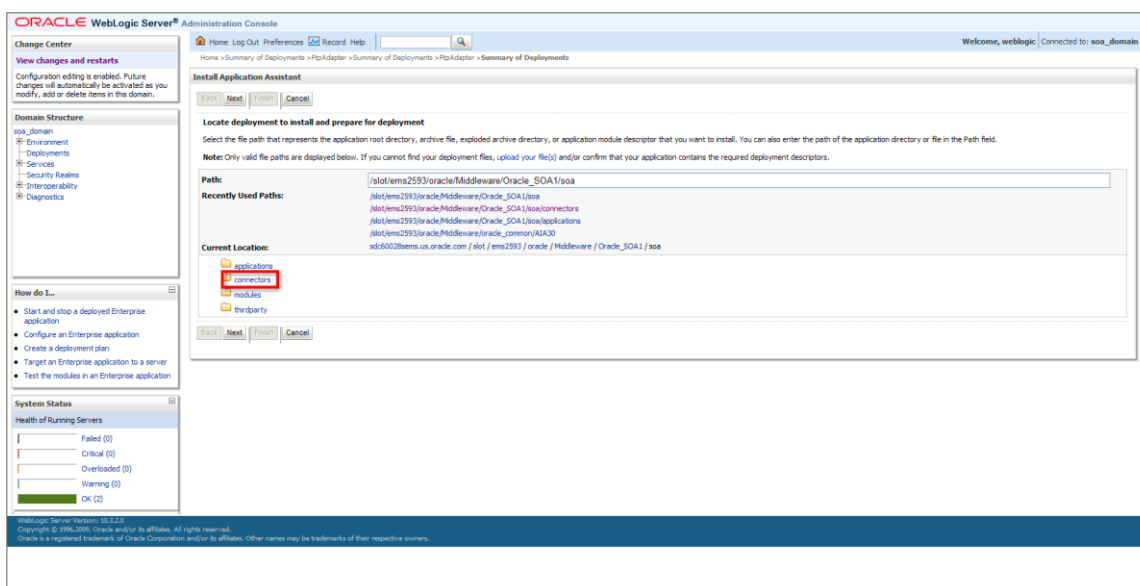 ORACLE WebLogic Server® Administration Console
Change Center
View changes and restarts
Configuration editing is enabled. Future
changes will automatically be activated as you
modify, add or delete items in this domain.
Domain Structure
soa_domain
Environment
Deployments
Services
Security Realms
Interoperability
Diagnostics
How do I...
Start and stop a deployed Enterprise
application
Configure an Enterprise application
Create a deployment plan
Target an Enterprise application to a server
Test the modules in an Enterprise application
System Status
Health of Running Servers
Failed (0)
Critical (0)
Overloaded (0)
Warning (0)
OK (2)
Home Log Out Preferences Record Help
Welcome, weblogic Connected to: soa_domain
Home >Summary of Deployments >FtpAdapter >Summary of Deployments >FtpAdapter >Summary of Deployments
Install Application Assistant
Back Next Finish Cancel
Locate deployment to install and prepare for deployment
Select the file path that represents the application root directory, archive file, exploded archive directory, or application module descriptor that you want to install. You can also enter the path of the application directory or file in the Path field.
Note: Only valid file paths are displayed below. If you cannot find your deployment files, upload your file(s) and/or confirm that your application contains the required deployment descriptors.
Path: /slot/ems2593/oracle/Middleware/Oracle_SOA1/soa
Recently Used Paths: /slot/ems2593/oracle/Middleware/Oracle_SOA1/soa
/slot/ems2593/oracle/Middleware/Oracle_SOA1/soa/connectors
/slot/ems2593/oracle/Middleware/Oracle_SOA1/soa/applications
/slot/ems2593/oracle/Middleware/oracle_common/AIA30
Current Location: sdc60028sems.us.oracle.com / slot / ems2593 / oracle / Middleware / Oracle_SOA1 / soa
applications
connectors
modules
thirdparty
Back Next Finish Cancel
WebLogic Server Version: 10.3.2.0
Copyright © 1996,2009, Oracle and/or its affiliates. All rights reserved.
Oracle is a registered trademark of Oracle Corporation and/or its affiliates. Other names may be trademarks of their respective owners.